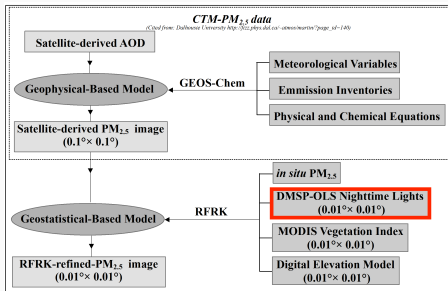 CTM-PM2.5 data
(Cited from: Dalhouse University http://fizz.phys.dal.ca/~atmos/martin/?page_id=140)
Satellite-derived AOD
Geophysical-Based Model
GEOS-Chem
Meteorological Variables
Emmission Inventories
Physical and Chemical Equations
Satellite-derived PM2.5 image
(0.1°× 0.1°)
in situ PM2.5
DMSP-OLS Nighttime Lights
(0.01°× 0.01°)
Geostatistical-Based Model
RFRK
MODIS Vegetation Index
(0.01°× 0.01°)
RFRK-refined-PM2.5 image
(0.01°× 0.01°)
Digital Elevation Model
(0.01°× 0.01°)